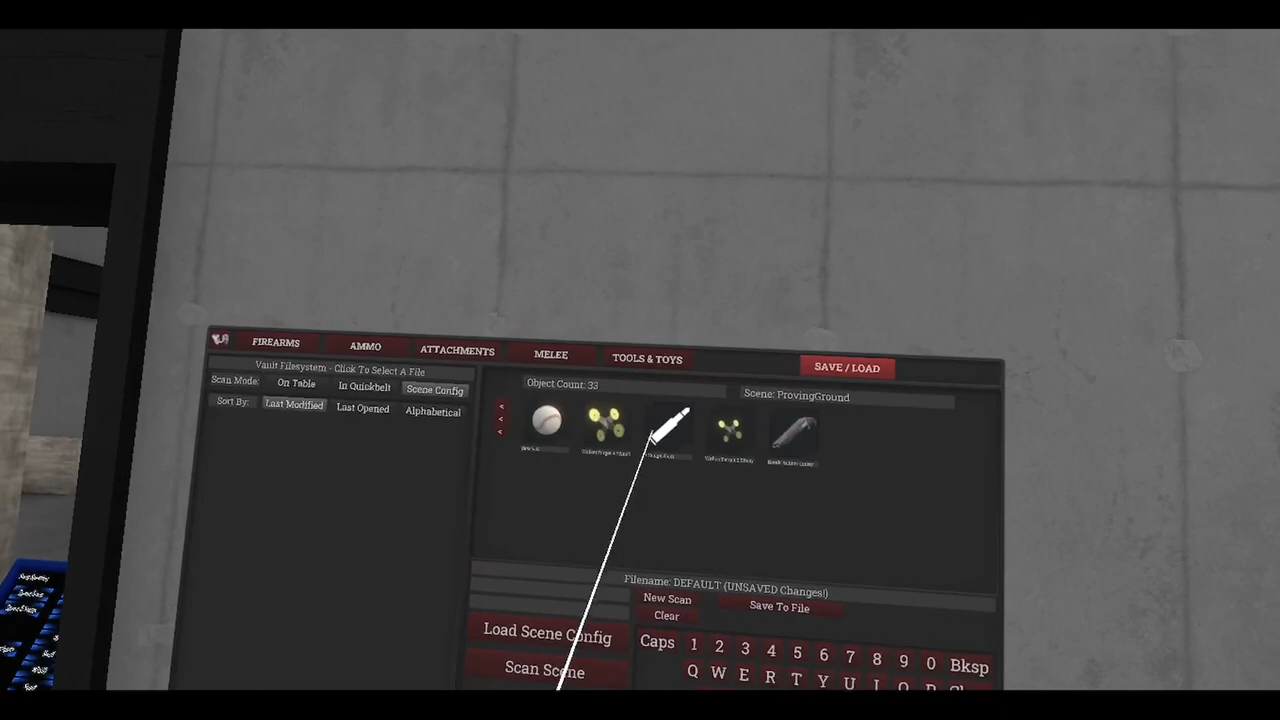 FIREARMS AMMO ATTACHMENTS MELEE TOOLS & TOYS SAVE / LOAD
Vault Filesystem - Click To Select A File
Scan Mode: On Table In Quickbelt Scene Config
Sort By: Last Modified Last Opened Alphabetical
Object Count: 33 Scene: ProvingGround
Filename: DEFAULT (UNSAVED Changes!)
New Scan Save To File
Clear
Load Scene Config
Scan Scene
Caps 1 2 3 4 5 6 7 8 9 0 Bksp
Q W E R T Y U I O P